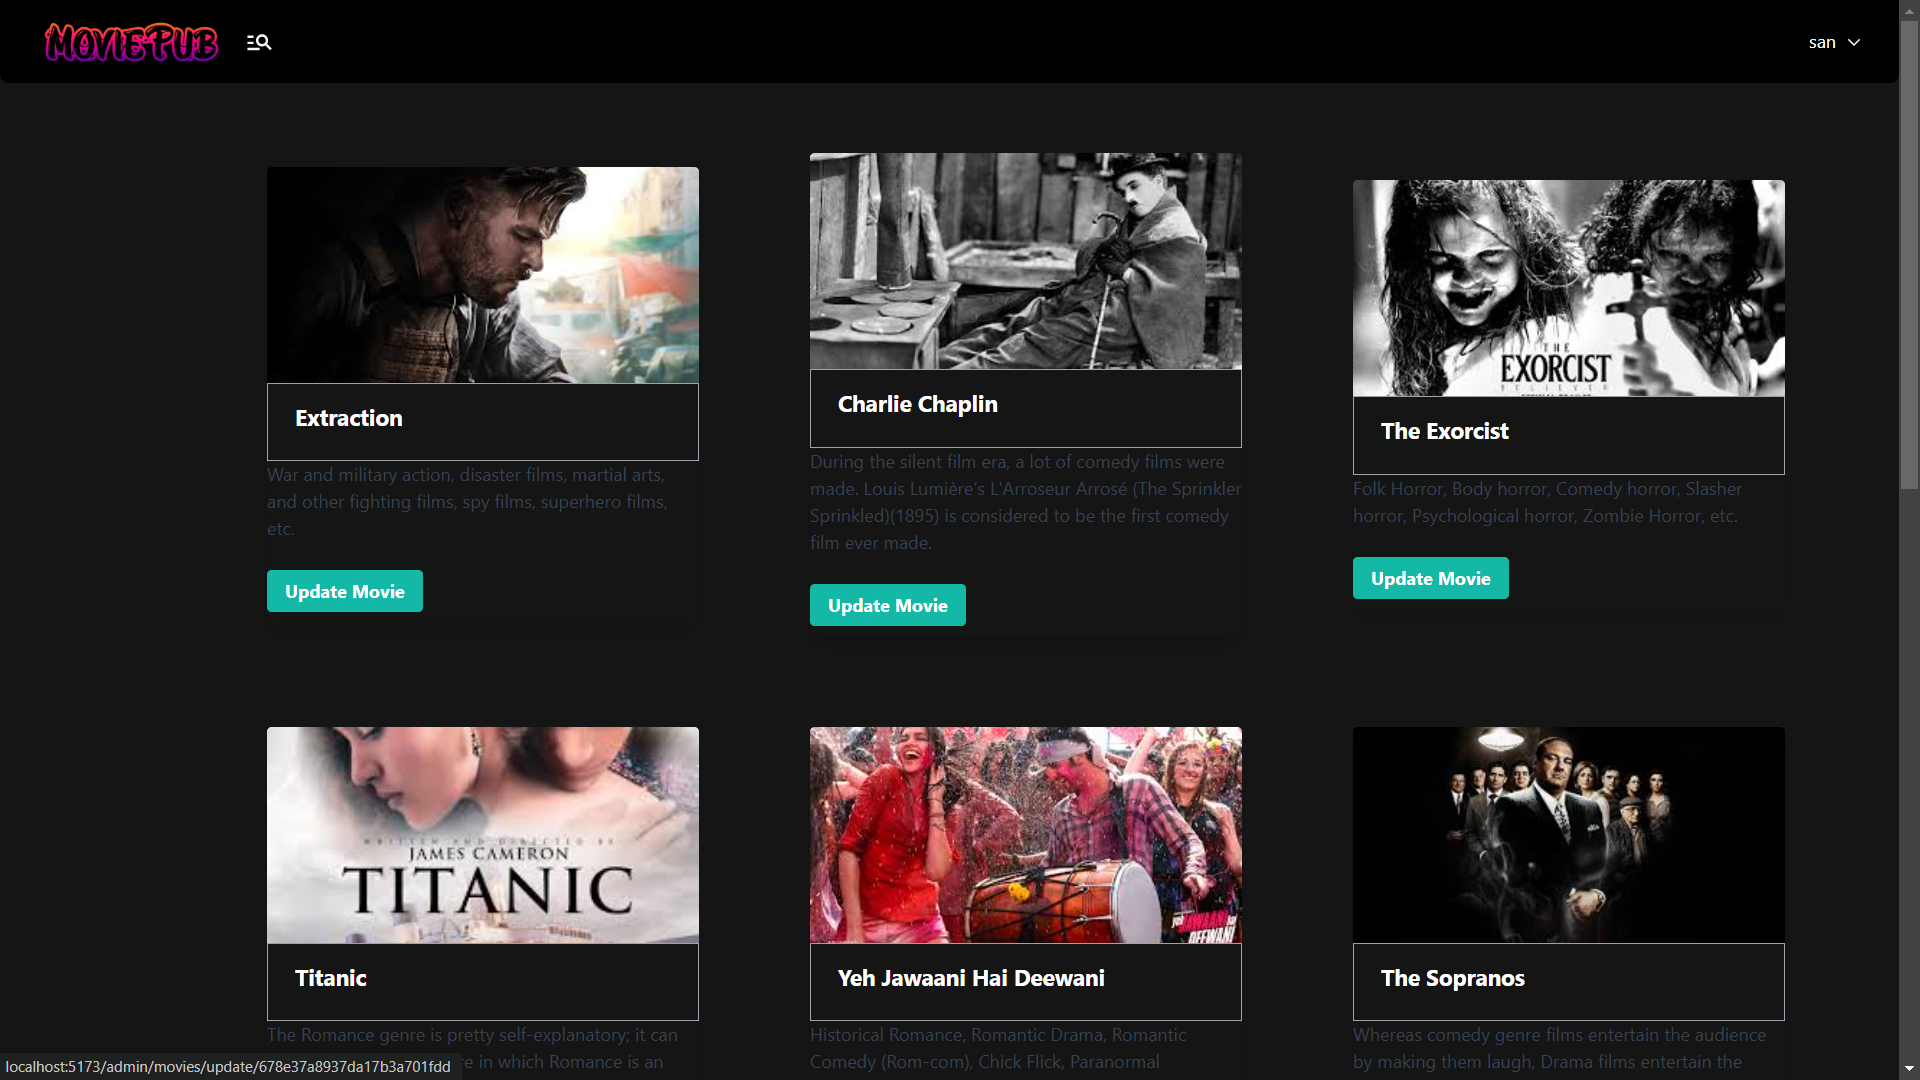 MOVIE PUB
san
THE
EXORCIST
BELIEVER
Extraction
War and military action, disaster films, martial arts,
and other fighting films, spy films, superhero films,
etc.
Update Movie
Charlie Chaplin
During the silent film era, a lot of comedy films were
made. Louis Lumière's L'Arroseur Arrosé (The Sprinkler
Sprinkled)(1895) is considered to be the first comedy
film ever made.
Update Movie
The Exorcist
Folk Horror, Body horror, Comedy horror, Slasher
horror, Psychological horror, Zombie Horror, etc.
Update Movie
WRITTEN AND DIRECTED BY
JAMES CAMERON
TITANIC
Titanic
The Romance genre is pretty self-explanatory; it can
re in which Romance is an
YEH JAWAANI HAI
DEEWANI
Yeh Jawaani Hai Deewani
Historical Romance, Romantic Drama, Romantic
Comedy (Rom-com), Chick Flick, Paranormal
The Sopranos
Whereas comedy genre films entertain the audience
by making them laugh, Drama films entertain the
localhost:5173/admin/movies/update/678e37a8937da17b3a701fdd